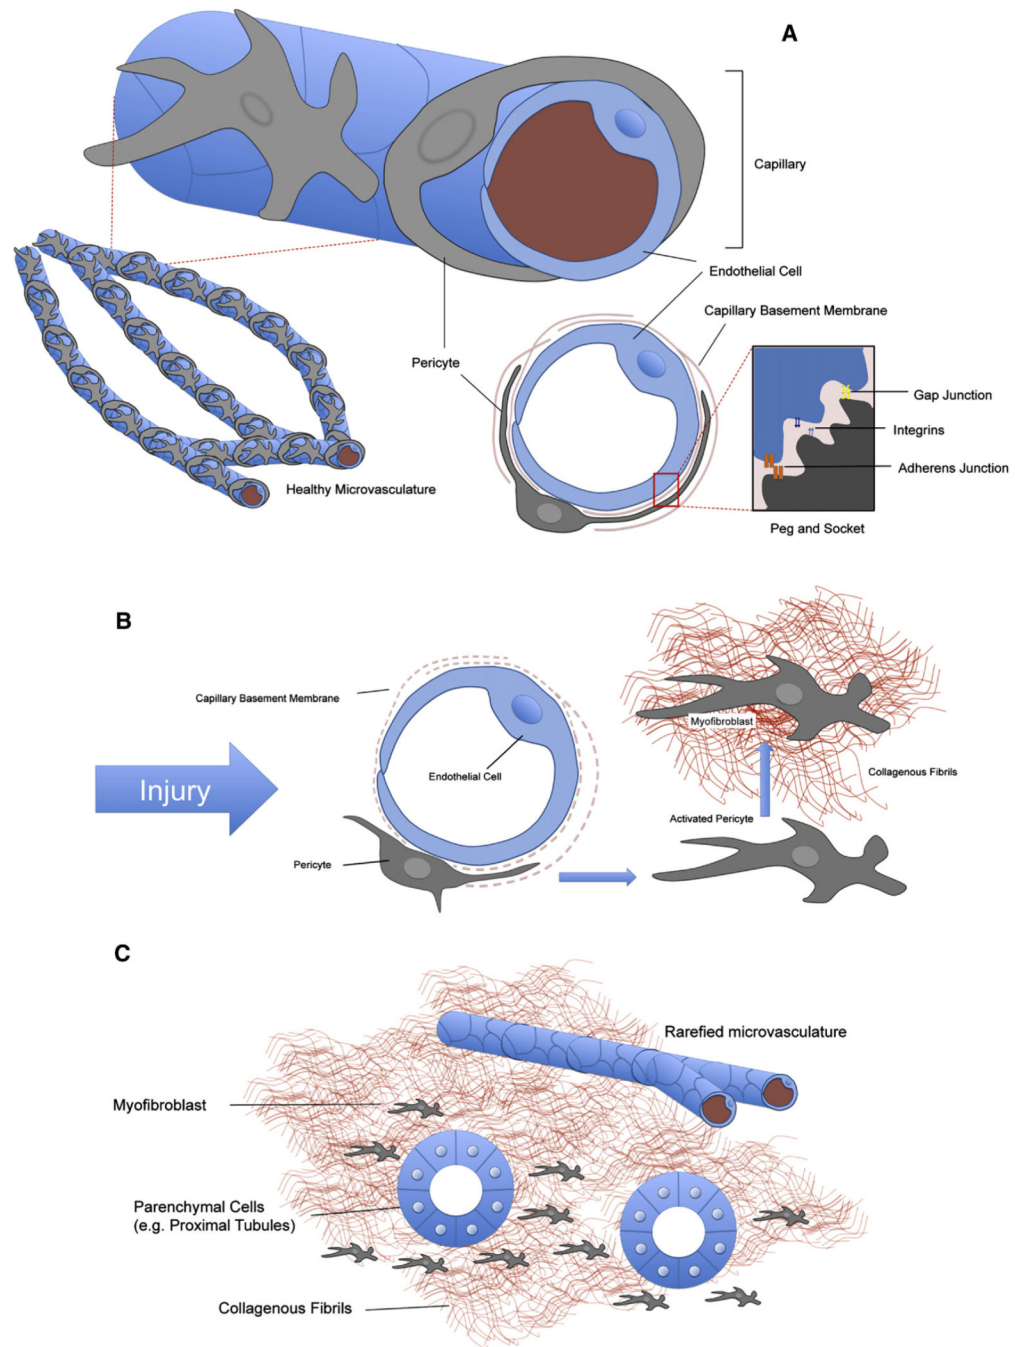 A
Capillary
Endothelial Cell
Capillary Basement Membrane
Pericyte
Gap Junction
Integrins
Adherens Junction
Healthy Microvasculature
Peg and Socket
B
Capillary Basement Membrane
Myofibroblast
Endothelial Cell
Collagenous Fibrils
Injury
Activated Pericyte
Pericyte
C
Rarefied microvasculature
Myofibroblast
Parenchymal Cells
(e.g. Proximal Tubules)
Collagenous Fibrils